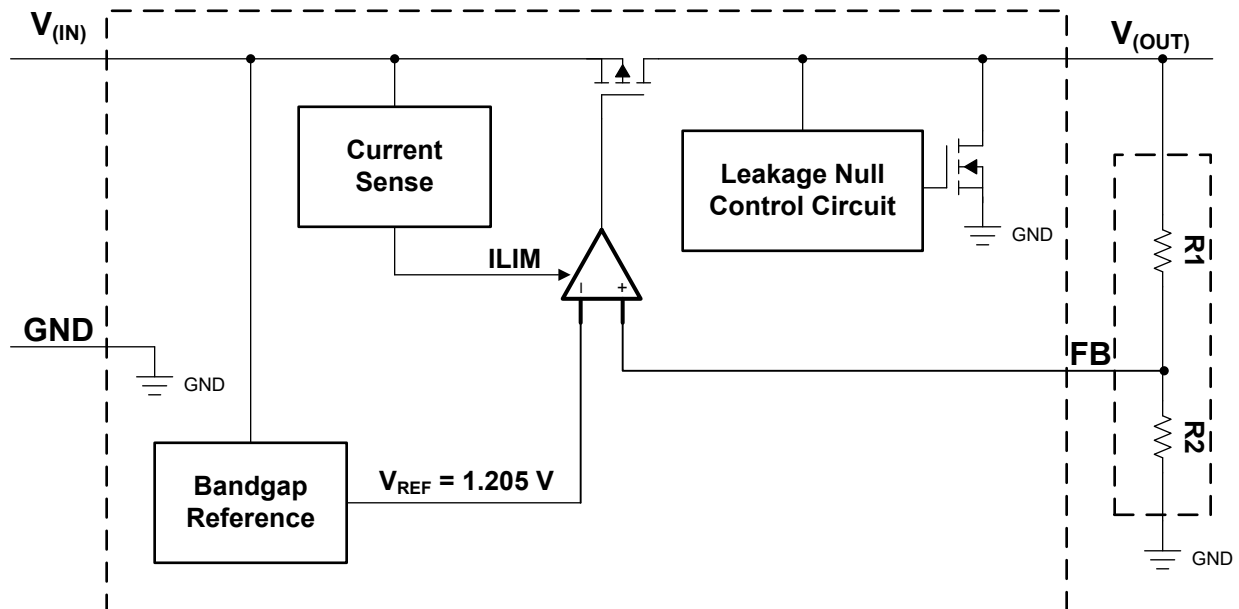 V(IN)
V(OUT)
Current
Sense
Leakage Null
Control Circuit
GND
R1
ILIM
– +
GND
GND
FB
R2
Bandgap
Reference
VREF = 1.205 V
GND